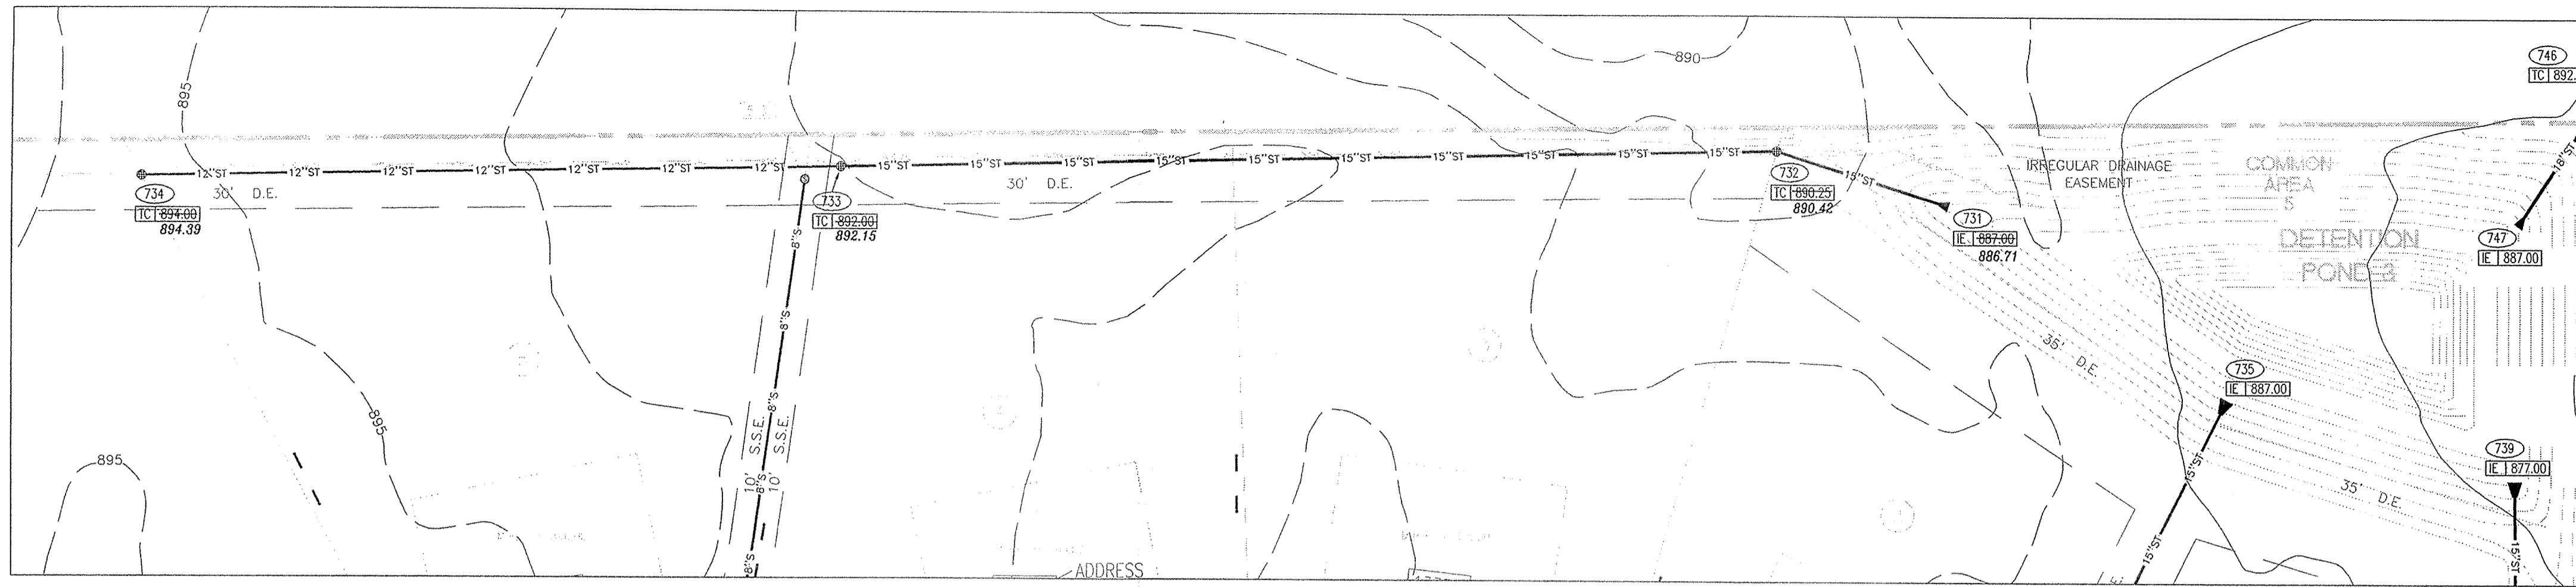 890
746
TC 892.
895
18"ST
12"ST 12"ST 12"ST 12"ST 12"ST 12"ST 12"ST 15"ST 15"ST 15"ST 15"ST 15"ST 15"ST 15"ST 15"ST 15"ST 15"ST
15"ST
IRREGULAR DRAINAGE
EASEMENT
COMMON
AREA
5
734
30' D.E.
TC 894.00
894.39
S
733
TC 892.00
892.15
30' D.E.
732
TC 890.25
890.42
731
IE 887.00
886.71
DETENTION
POND 3
747
IE 887.00
8"S
8"S
8"S
8"S
8"S
10' S.S.E.
10' S.S.E.
35' D.E.
735
IE 887.00
895
895
739
IE 877.00
15"ST
15"ST
35' D.E.
15"ST
ADDRESS